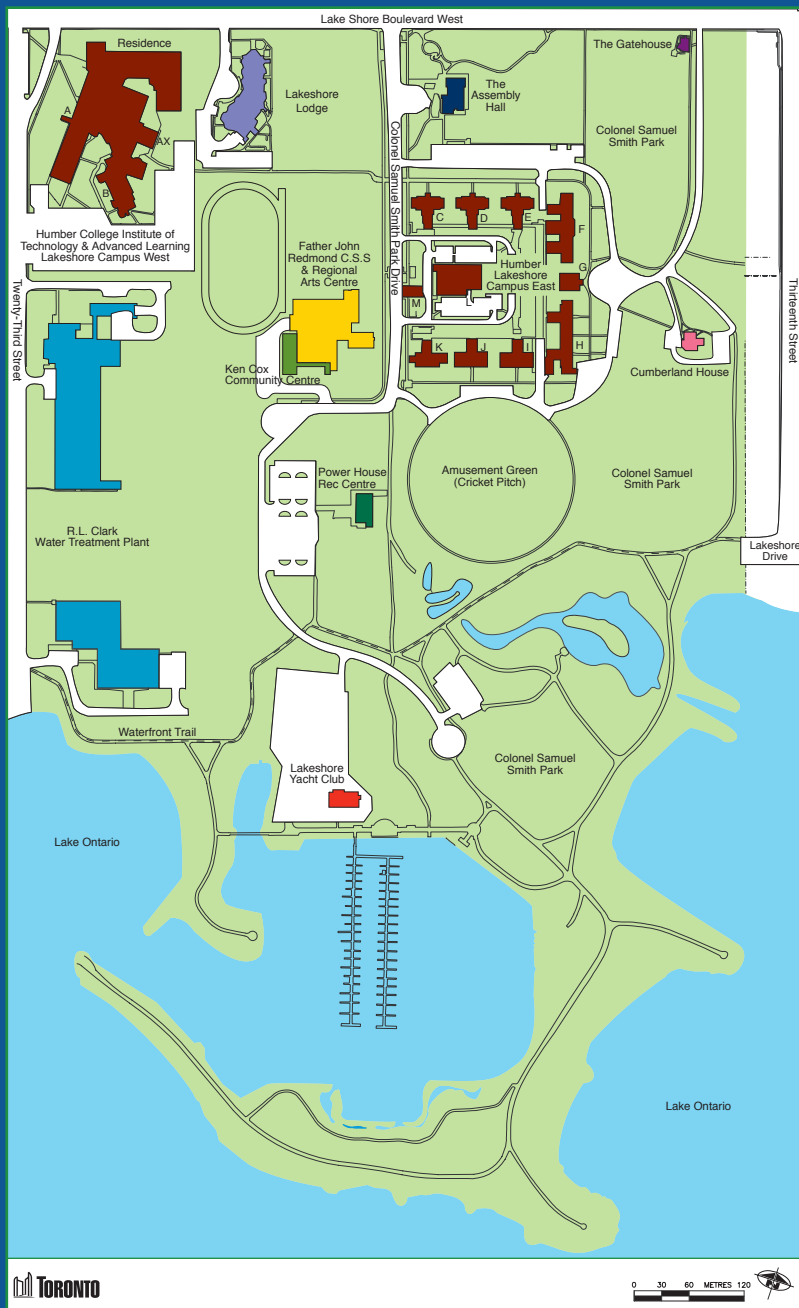 Lake Shore Boulevard West
Residence
The Gatehouse
Lakeshore
Lodge
The
Assembly
Hall
A
AX
B
Colonel Samuel
Smith Park
Colonel Samuel Smith Park Drive
C
D
E
F
Humber College Institute of
Technology & Advanced Learning
Lakeshore Campus West
Father John
Redmond C.S.S
& Regional
Arts Centre
Humber
Lakeshore
Campus East
G
M
Twenty-Third Street
Thirteenth Street
K
J
I
H
Ken Cox
Community Centre
Cumberland House
Power House
Rec Centre
Amusement Green
(Cricket Pitch)
Colonel Samuel
Smith Park
R.L. Clark
Water Treatment Plant
Lakeshore
Drive
Waterfront Trail
Lakeshore
Yacht Club
Colonel Samuel
Smith Park
Lake Ontario
Lake Ontario
TORONTO
0 30 60 METRES 120